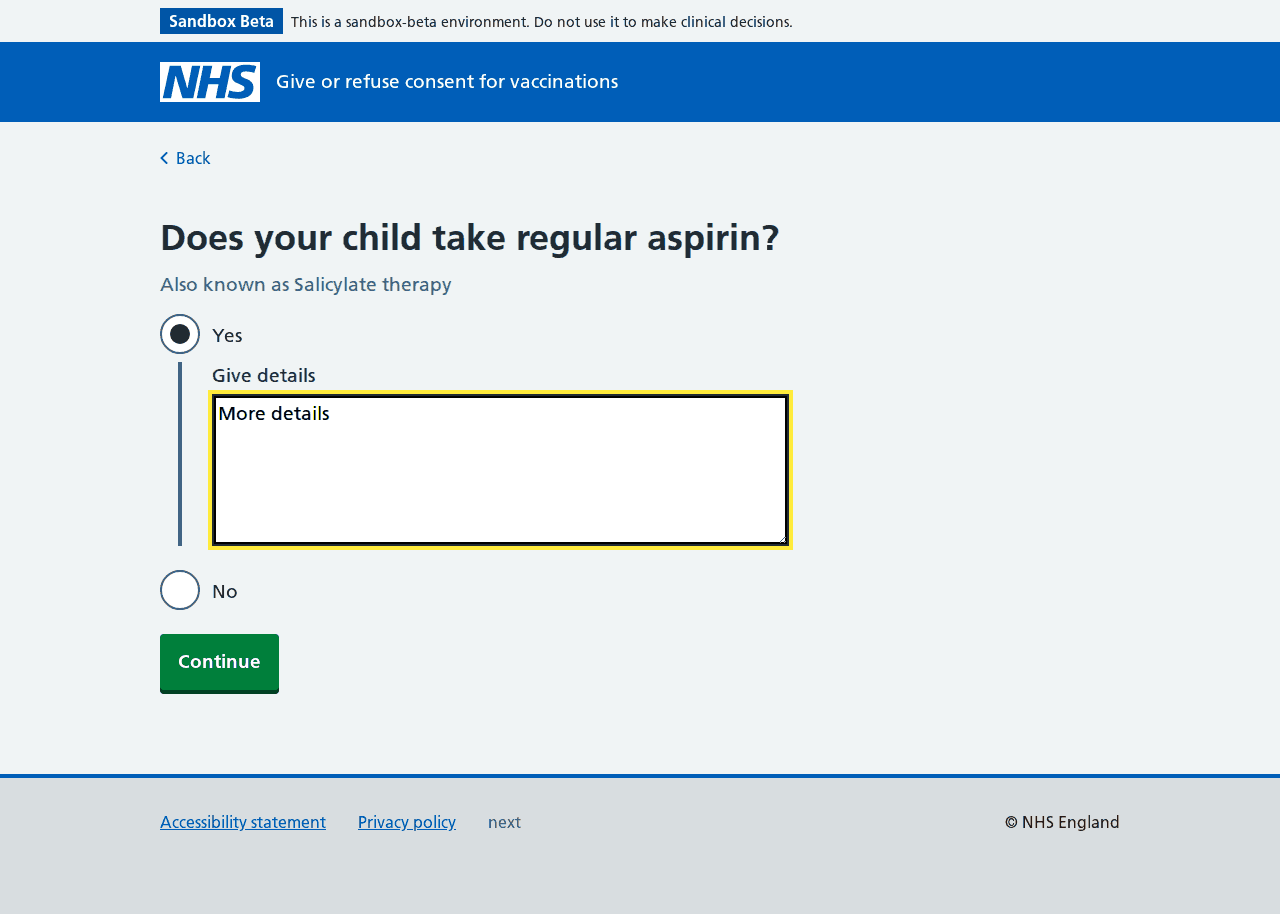 Sandbox Beta This is a sandbox-beta environment. Do not use it to make clinical decisions.
NHS Give or refuse consent for vaccinations
Back
Does your child take regular aspirin?
Also known as Salicylate therapy
Yes
Give details
More details
No
Continue
Accessibility statement Privacy policy next © NHS England